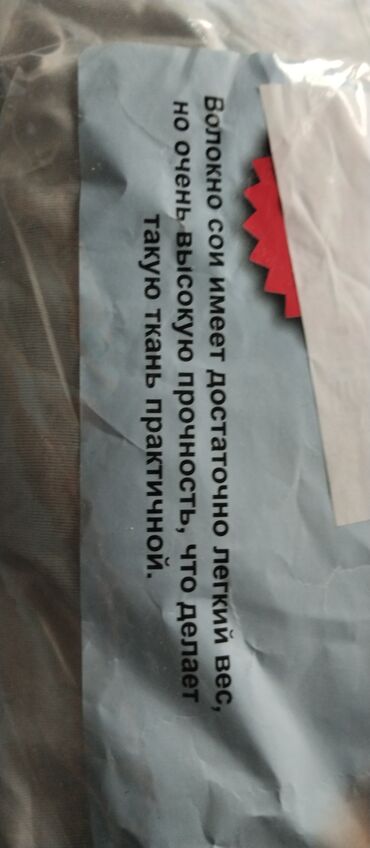 Волокно сои имеет достаточно легкий вес,
но очень высокую прочность, что делает
такую ткань практичной.